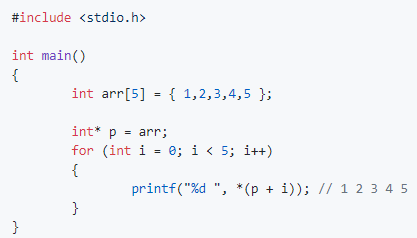 #include <stdio.h>
int main()
{
int arr[5] = { 1,2,3,4,5 };
int* p = arr;
for (int i = 0; i < 5; i++)
{
printf("%d ", *(p + i)); // 1 2 3 4 5
}
}